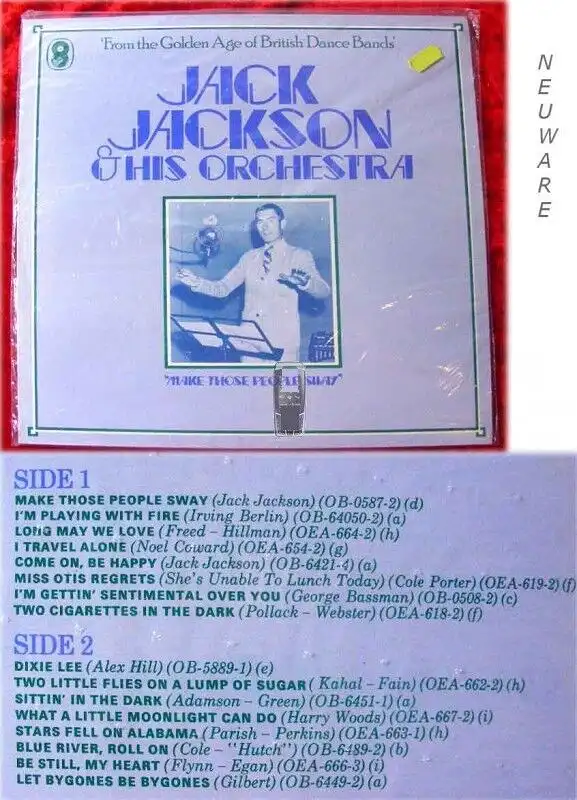 'From the Golden Age of British Dance Bands'
JACK
JACKSON
& HIS ORCHESTRA
"MAKE THOSE PEOPLE SWAY"
NEUWARE
SIDE 1
MAKE THOSE PEOPLE SWAY (Jack Jackson) (OB-0587-2) (d)
I'M PLAYING WITH FIRE (Irving Berlin) (OB-64050-2) (a)
LONG MAY WE LOVE (Freed – Hillman) (OEA-664-2) (h)
I TRAVEL ALONE (Noel Coward) (OEA-654-2) (g)
COME ON, BE HAPPY (Jack Jackson) (OB-6421-4) (a)
MISS OTIS REGRETS (She's Unable To Lunch Today) (Cole Porter) (OEA-619-2) (f)
I'M GETTIN' SENTIMENTAL OVER YOU (George Bassman) (OB-0508-2) (c)
TWO CIGARETTES IN THE DARK (Pollack – Webster) (OEA-618-2) (f)
SIDE 2
DIXIE LEE (Alex Hill) (OB-5889-1) (e)
TWO LITTLE FLIES ON A LUMP OF SUGAR ( Kahal – Fain) (OEA-662-2) (h)
SITTIN' IN THE DARK (Adamson – Green) (OB-6451-1) (a)
WHAT A LITTLE MOONLIGHT CAN DO (Harry Woods) (OEA-667-2) (i)
STARS FELL ON ALABAMA (Parish – Perkins) (OEA-663-1) (h)
BLUE RIVER, ROLL ON (Cole – "Hutch") (OB-6489-2) (b)
BE STILL, MY HEART (Flynn – Egan) (OEA-666-3) (i)
LET BYGONES BE BYGONES (Gilbert) (OB-6449-2) (a)